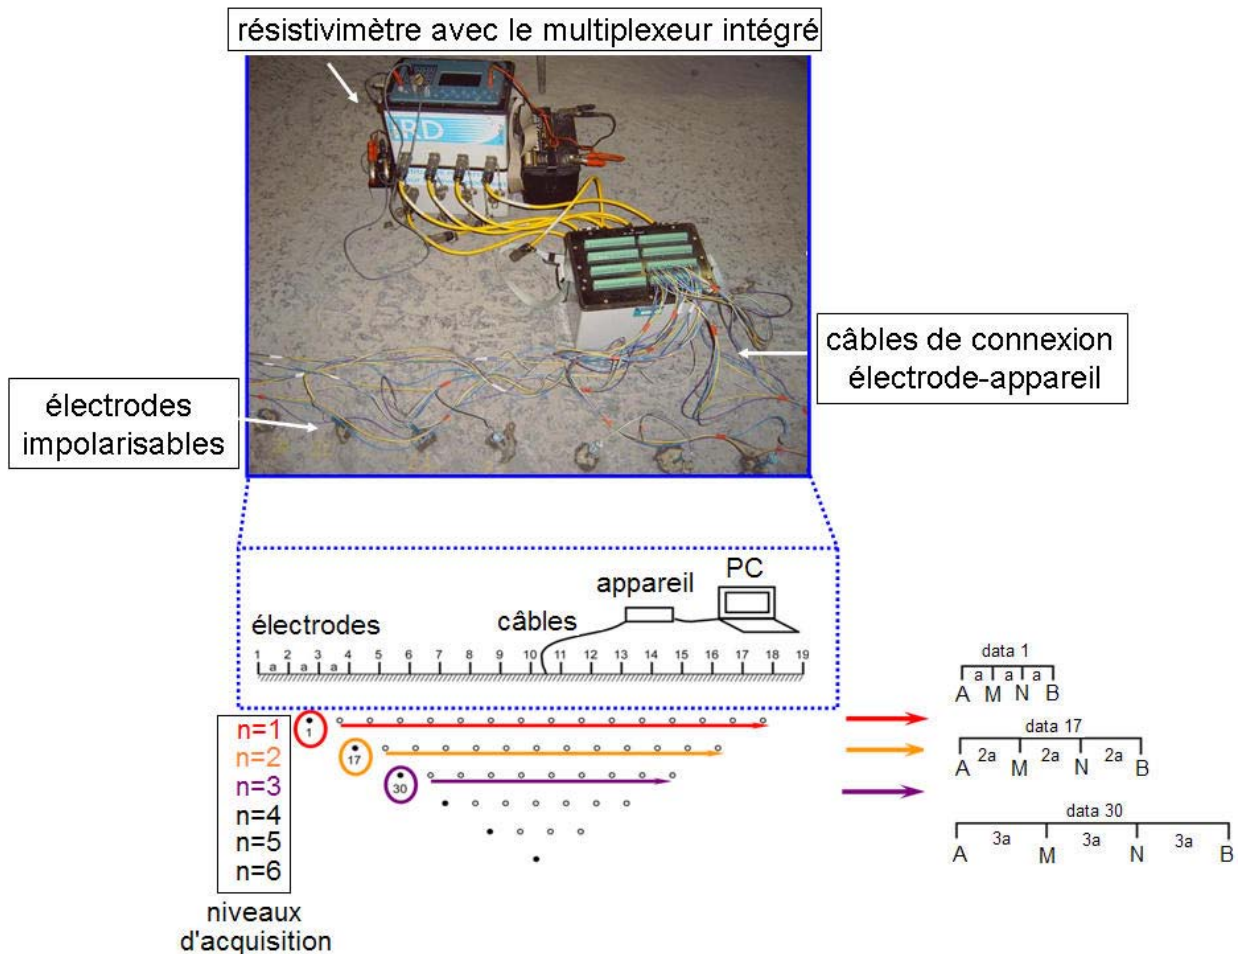 résistivimètre avec le multiplexeur intégré
iRD
câbles de connexion
électrode-appareil
électrodes
impolarisables
PC
appareil
électrodes
câbles
1 2 3 4 5 6 7 8 9 10 11 12 13 14 15 16 17 18 19
a a a
data 1
a a a
A M N B
n=1
1
n=2
17
data 17
2a 2a 2a
A M N B
n=3
30
data 30
3a 3a 3a
A M N B
n=4
n=5
n=6
niveaux
d'acquisition